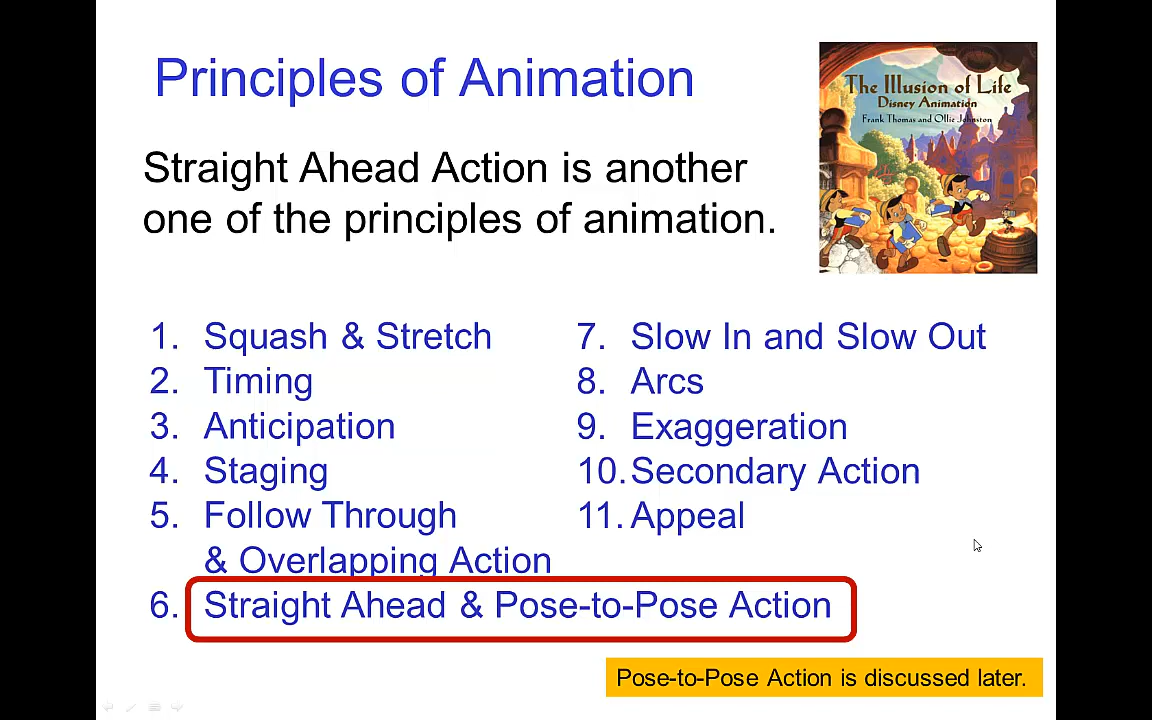 Principles of Animation
The Illusion of Life
Disney Animation
Frank Thomas and Ollie Johnston
Straight Ahead Action is another
one of the principles of animation.
1. Squash & Stretch
2. Timing
3. Anticipation
4. Staging
5. Follow Through
& Overlapping Action
6. Straight Ahead & Pose-to-Pose Action
7. Slow In and Slow Out
8. Arcs
9. Exaggeration
10. Secondary Action
11. Appeal
Pose-to-Pose Action is discussed later.